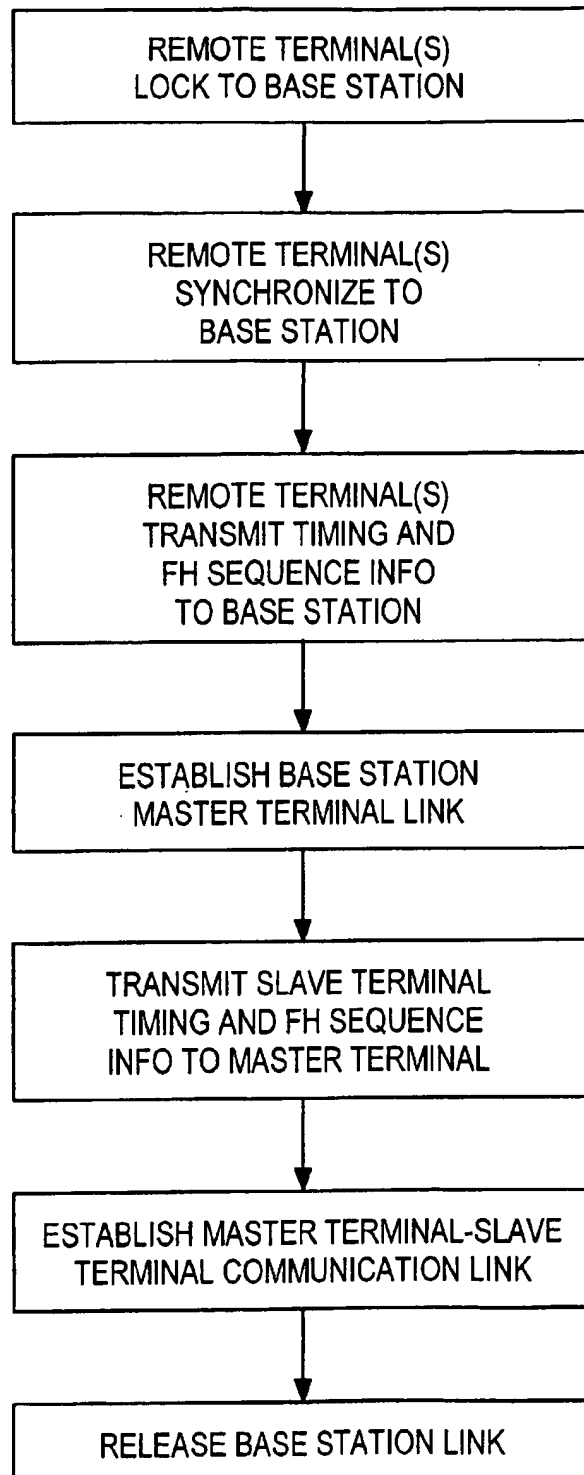 REMOTE TERMINAL(S)
LOCK TO BASE STATION
REMOTE TERMINAL(S)
SYNCHRONIZE TO
BASE STATION
REMOTE TERMINAL(S)
TRANSMIT TIMING AND
FH SEQUENCE INFO
TO BASE STATION
ESTABLISH BASE STATION
MASTER TERMINAL LINK
TRANSMIT SLAVE TERMINAL
TIMING AND FH SEQUENCE
INFO TO MASTER TERMINAL
ESTABLISH MASTER TERMINAL-SLAVE
TERMINAL COMMUNICATION LINK
RELEASE BASE STATION LINK